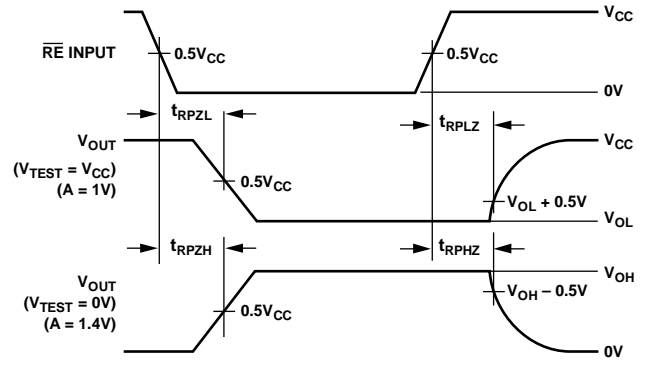 V_CC
RE INPUT
0.5V_CC
0.5V_CC
0V
t_RPZL
t_RPLZ
V_OUT
(V_TEST = V_CC)
(A = 1V)
V_CC
0.5V_CC
V_OL + 0.5V
V_OL
t_RPZH
t_RPHZ
V_OH
V_OUT
(V_TEST = 0V)
(A = 1.4V)
V_OH – 0.5V
0.5V_CC
0V